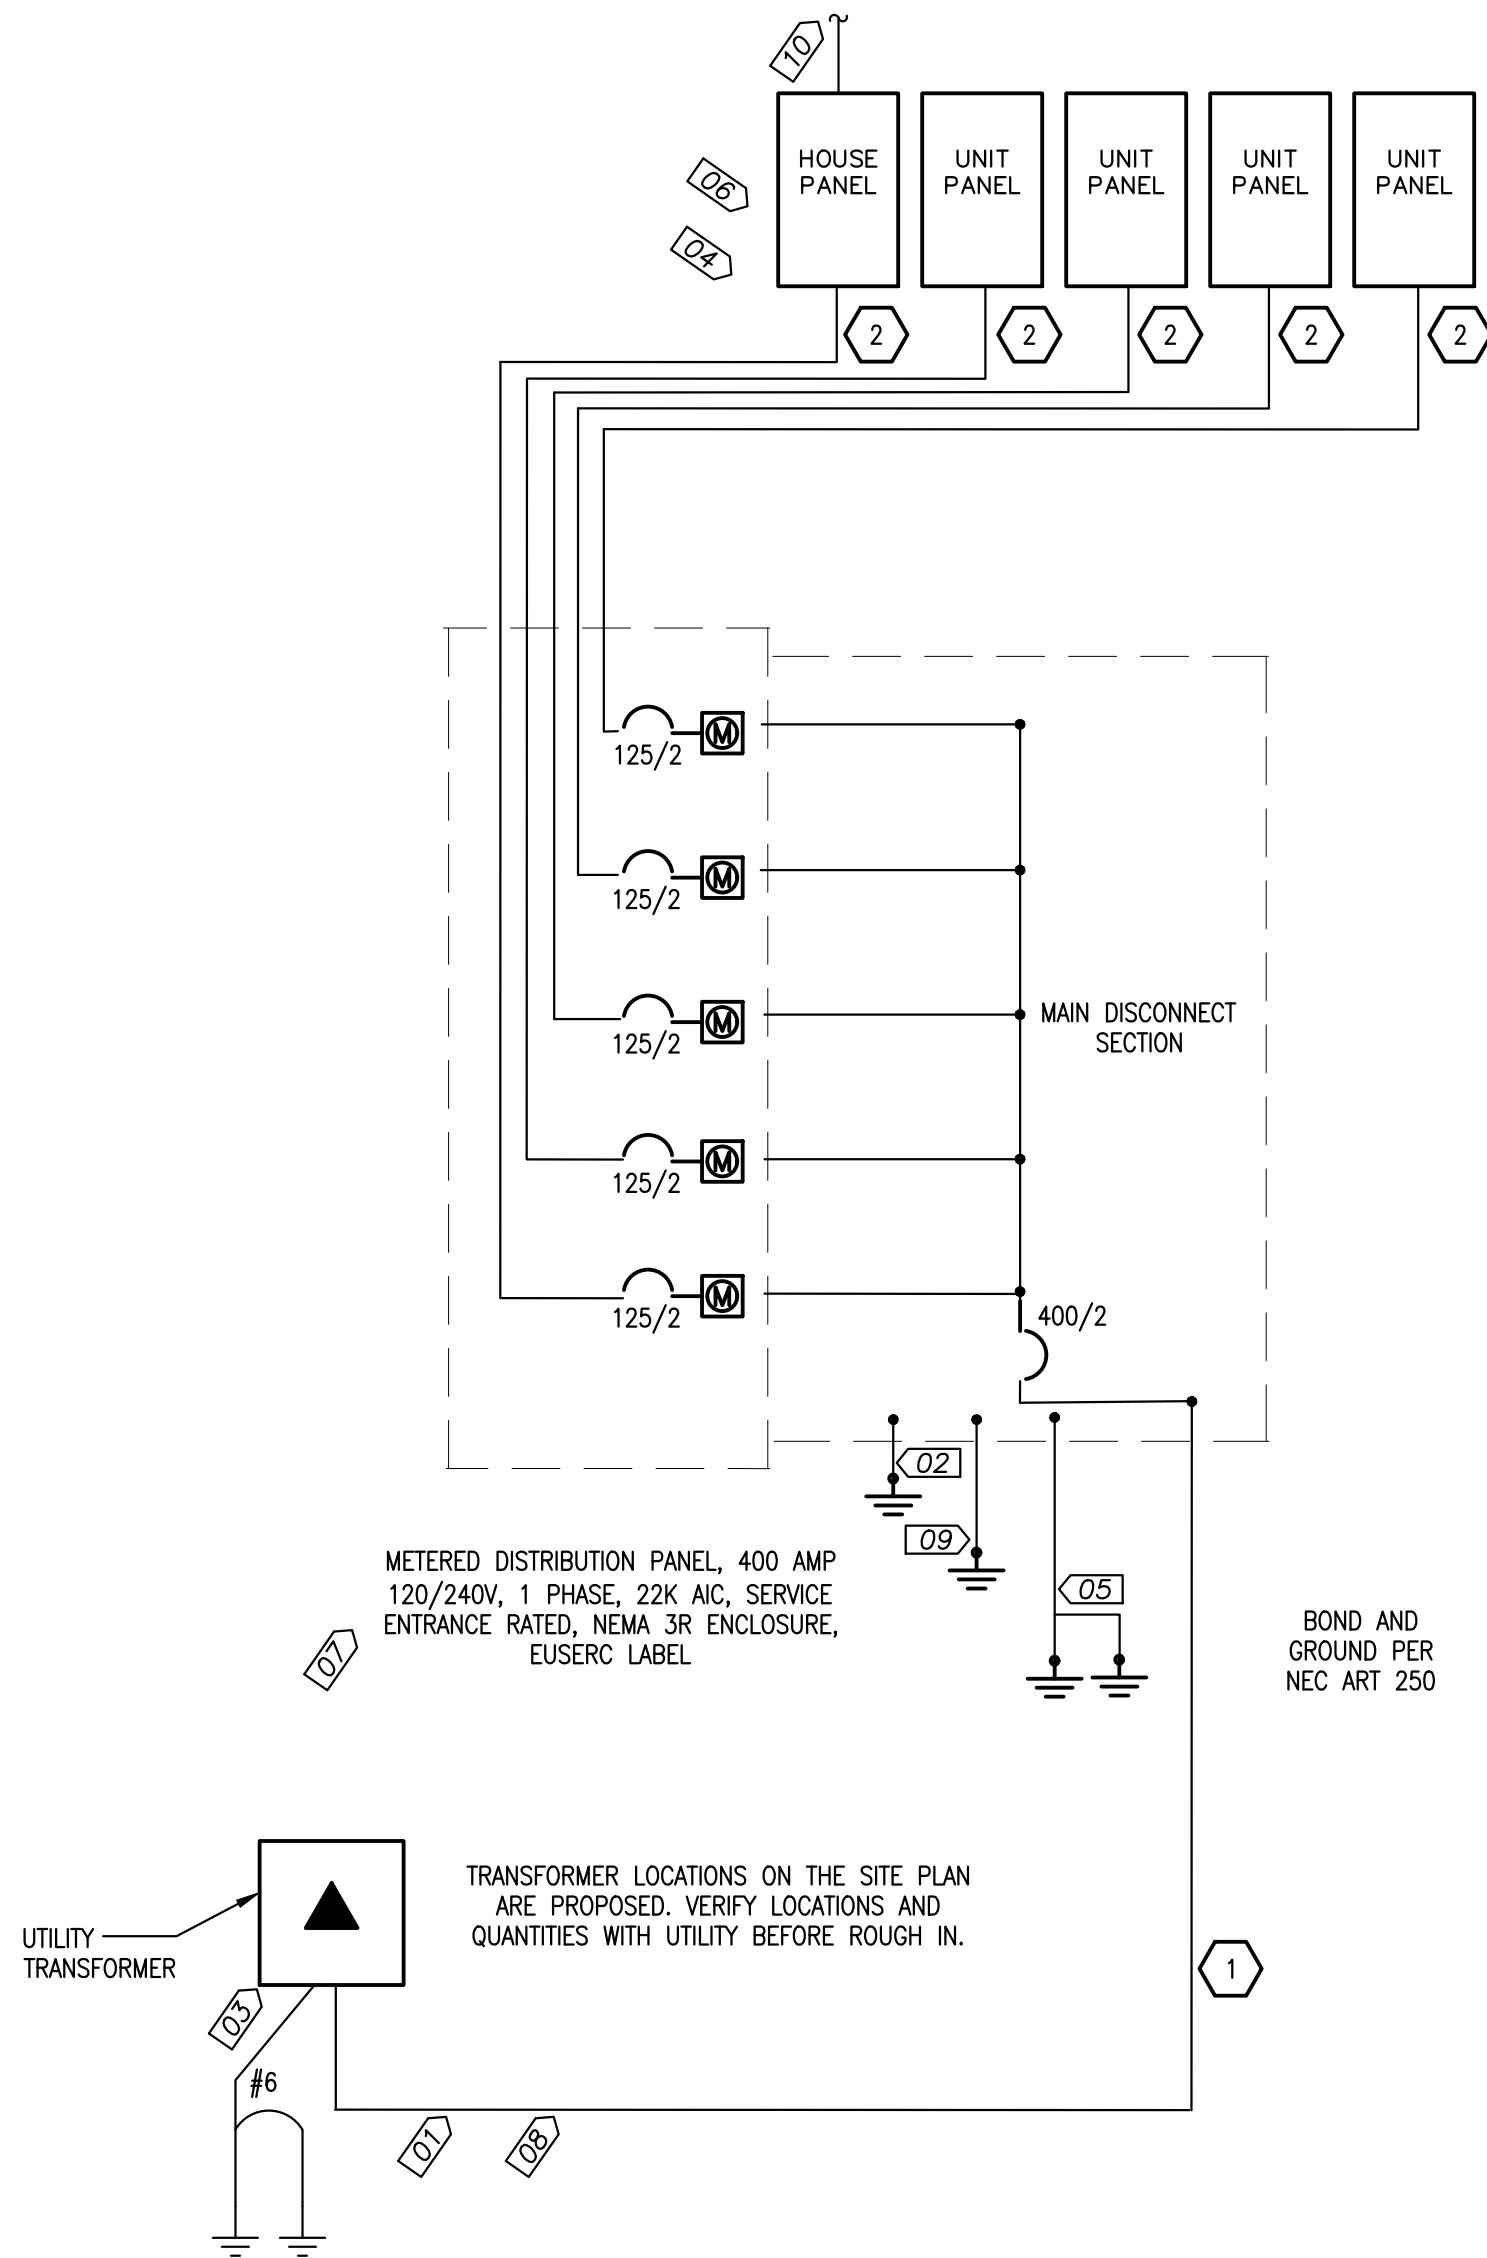 10
HOUSE
PANEL
UNIT
PANEL
UNIT
PANEL
UNIT
PANEL
UNIT
PANEL
06
04
2
2
2
2
2
M
125/2
M
125/2
M
125/2
MAIN DISCONNECT
SECTION
M
125/2
M
125/2
400/2
02
09
05
METERED DISTRIBUTION PANEL, 400 AMP
120/240V, 1 PHASE, 22K AIC, SERVICE
ENTRANCE RATED, NEMA 3R ENCLOSURE,
EUSERC LABEL
07
BOND AND
GROUND PER
NEC ART 250
TRANSFORMER LOCATIONS ON THE SITE PLAN
ARE PROPOSED. VERIFY LOCATIONS AND
QUANTITIES WITH UTILITY BEFORE ROUGH IN.
UTILITY
TRANSFORMER
1
03
#6
01
08